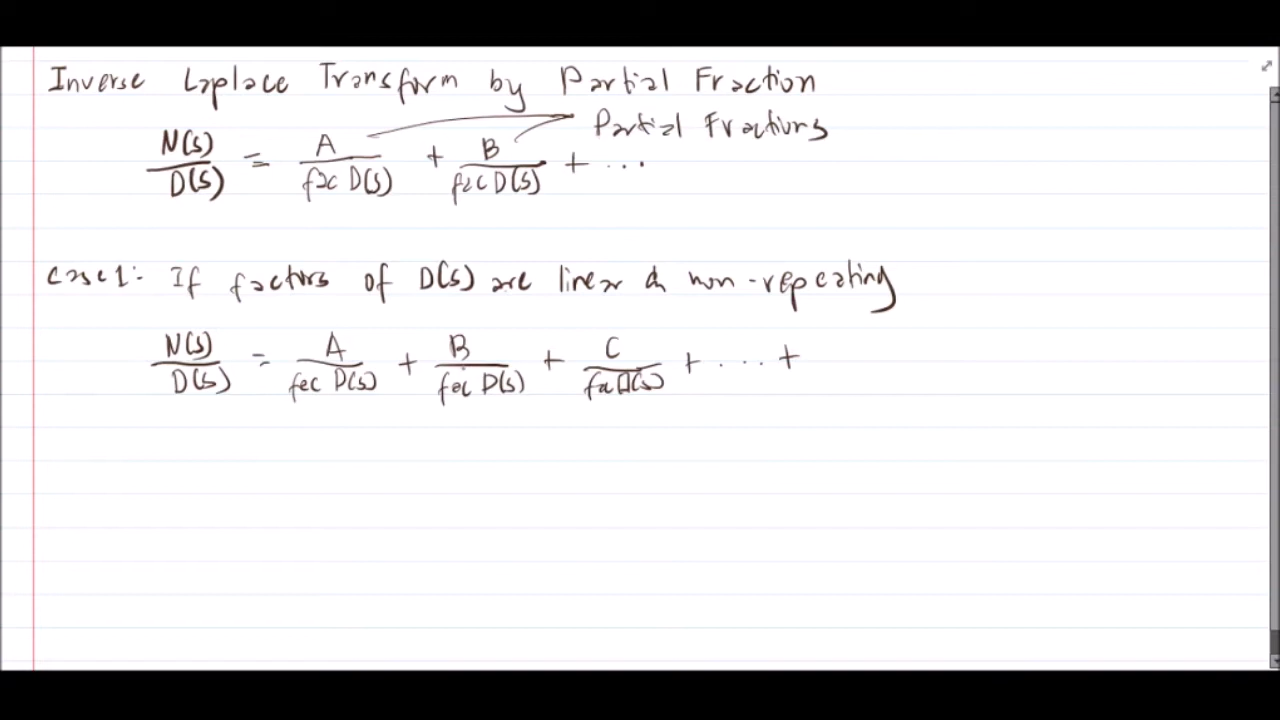 Inverse Laplace Transform by Partial Fraction
Partial Fractions
N(s)/D(s) = A/fac D(s) + B/fac D(s) + ...
Case 1: If factors of D(s) are linear & non-repeating
N(s)/D(s) = A/fac D(s) + B/fac D(s) + C/fac D(s) + ... +